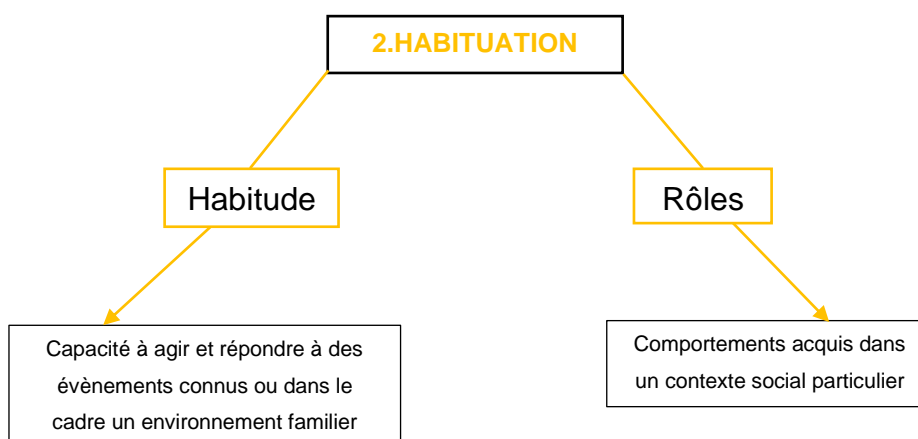 2.HABITUATION
Habitude
Rôles
Capacité à agir et répondre à des
évènements connus ou dans le
cadre un environnement familier
Comportements acquis dans
un contexte social particulier